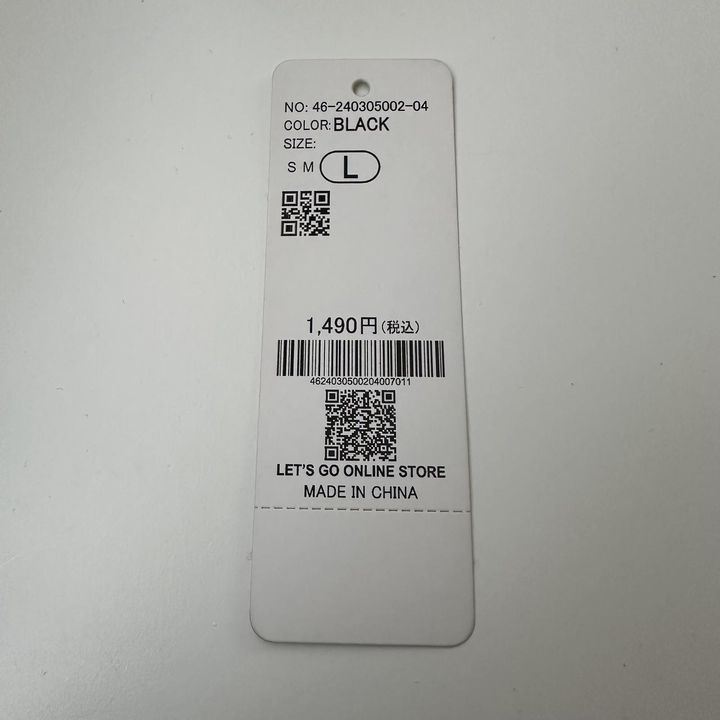 NO: 46-240305002-04
COLOR: BLACK
SIZE:
S M L
1,490円(税込)
4624030500204007011
LET'S GO ONLINE STORE
MADE IN CHINA